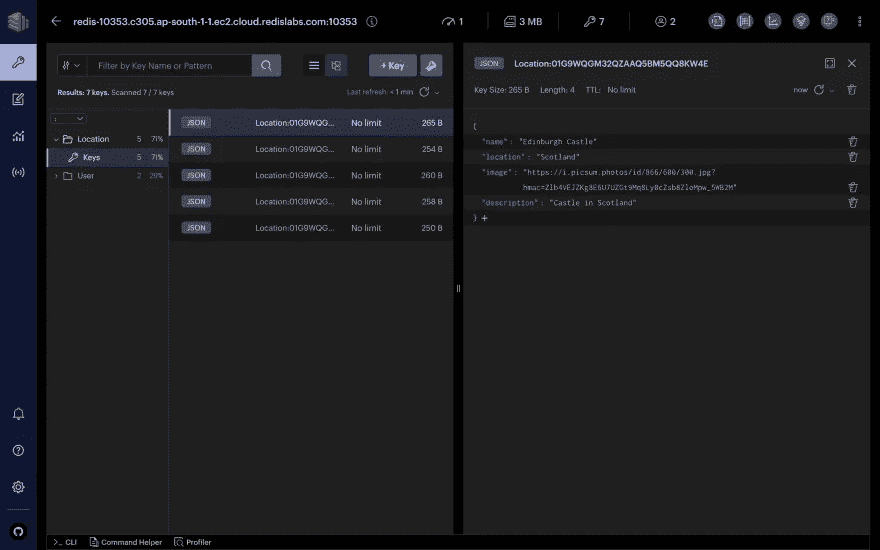 redis-10353.c305.ap-south-1-1.ec2.cloud.redislabs.com:10353
1
3 MB
7
2
Filter by Key Name or Pattern
+ Key
Results: 7 keys. Scanned 7 / 7 keys
Last refresh: < 1 min
:
Location 5 71%
Keys 5 71%
User 2 29%
JSON Location:01G9WQG... No limit 265 B
JSON Location:01G9WQG... No limit 254 B
JSON Location:01G9WQG... No limit 260 B
JSON Location:01G9WQG... No limit 258 B
JSON Location:01G9WQG... No limit 250 B
JSON Location:01G9WQGM32QZAAQ5BM5QQ8KW4E
Key Size: 265 B Length: 4 TTL: No limit
now
{
"name" : "Edinburgh Castle"
"location" : "Scotland"
"image" : "https://i.picsum.photos/id/866/600/300.jpg?
"description" : "Castle in Scotland"
} +
>_ CLI Command Helper Profiler